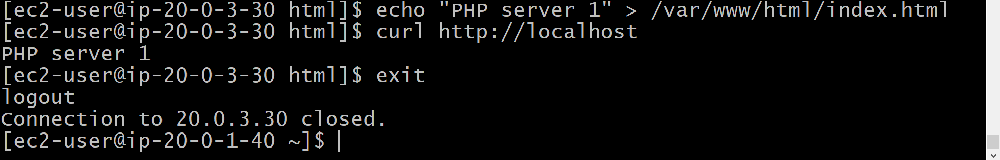 [ec2-user@ip-20-0-3-30 html]$ echo "PHP server 1" > /var/www/html/index.html
[ec2-user@ip-20-0-3-30 html]$ curl http://localhost
PHP server 1
[ec2-user@ip-20-0-3-30 html]$ exit
logout
Connection to 20.0.3.30 closed.
[ec2-user@ip-20-0-1-40 ~]$